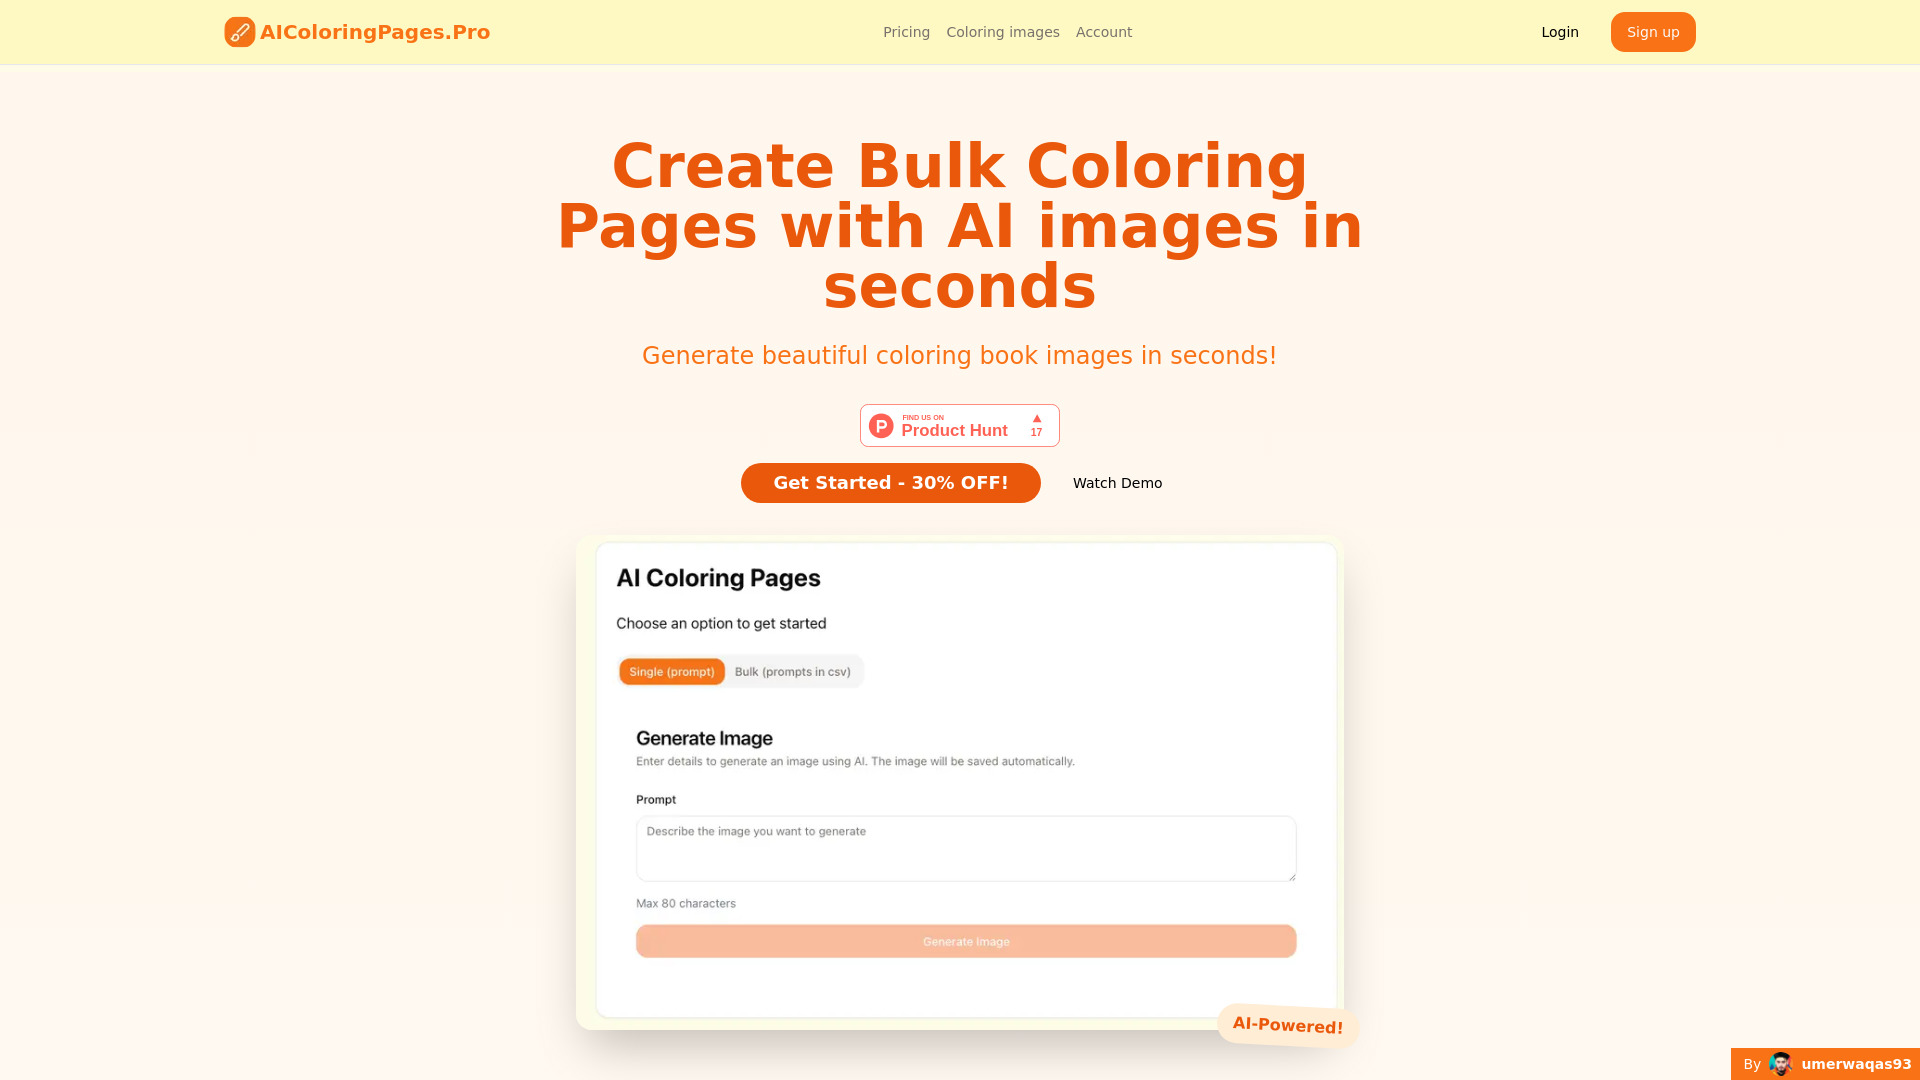 AIColoringPages.Pro
Pricing
Coloring images
Account
Login
Sign up
Create Bulk Coloring
Pages with AI images in
seconds
Generate beautiful coloring book images in seconds!
FIND US ON
Product Hunt
17
Get Started - 30% OFF!
Watch Demo
AI Coloring Pages
Choose an option to get started
Single (prompt)
Bulk (prompts in csv)
Generate Image
Enter details to generate an image using AI. The image will be saved automatically.
Prompt
Describe the image you want to generate
Max 80 characters
Generate Image
AI-Powered!
By umerwaqas93